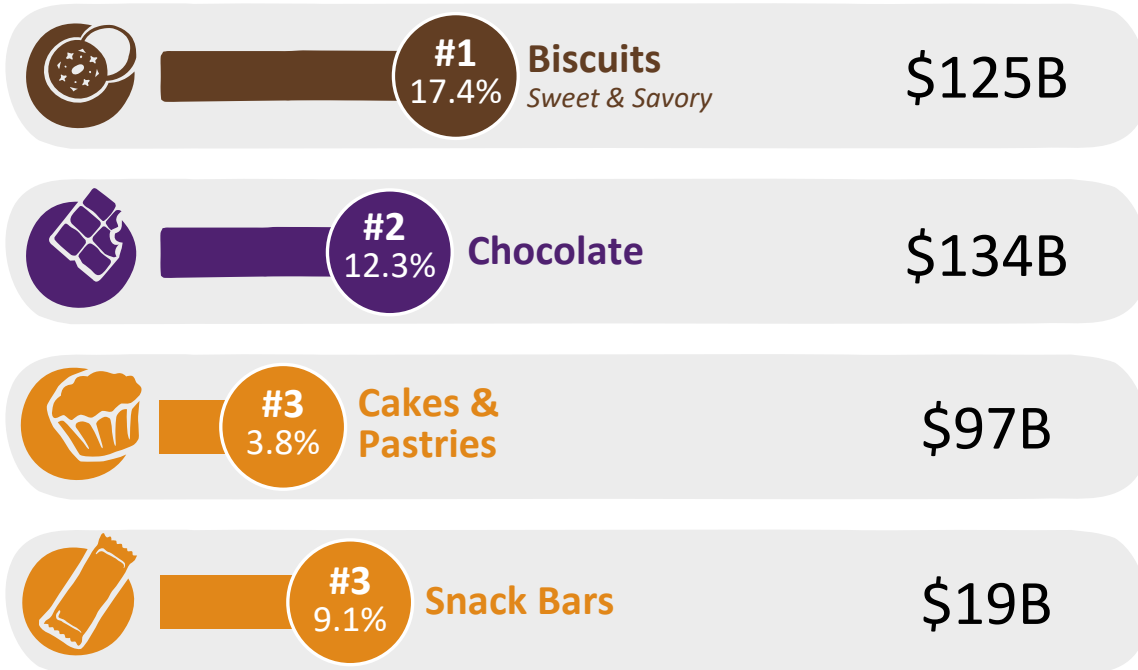 #1
17.4%
Biscuits
Sweet & Savory
$125B
#2
12.3%
Chocolate
$134B
#3
3.8%
Cakes &
Pastries
$97B
#3
9.1%
Snack Bars
$19B